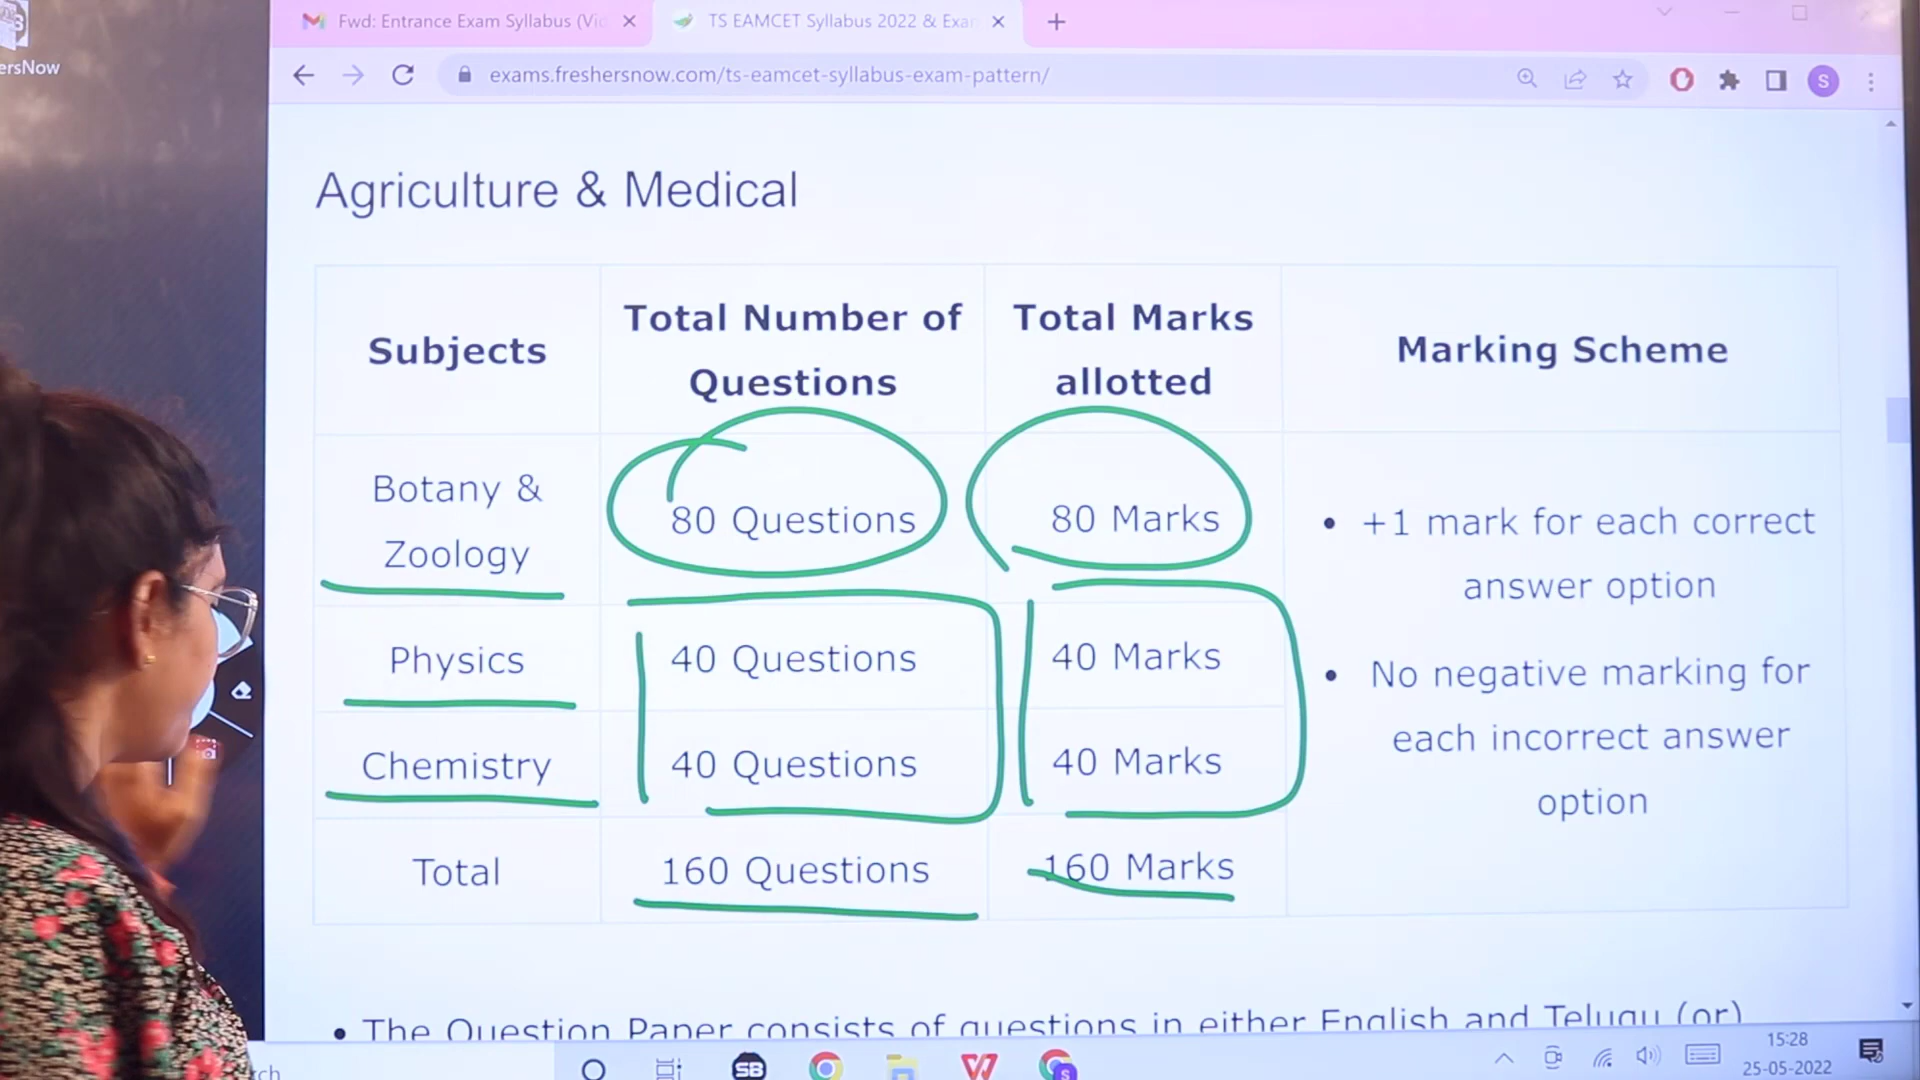 ersNow
Fwd: Entrance Exam Syllabus (Vi
TS EAMCET Syllabus 2022 & Exa
exams.freshersnow.com/ts-eamcet-syllabus-exam-pattern/
S
Agriculture & Medical
Subjects
Total Number of
Questions
Total Marks
allotted
Marking Scheme
Botany &
Zoology
80 Questions
80 Marks
• +1 mark for each correct
answer option
• No negative marking for
each incorrect answer
option
Physics
40 Questions
40 Marks
Chemistry
40 Questions
40 Marks
Total
160 Questions
160 Marks
• The Question Paper consists of questions in either English and Telugu (or)
rch
SB
S
15:28
25-05-2022